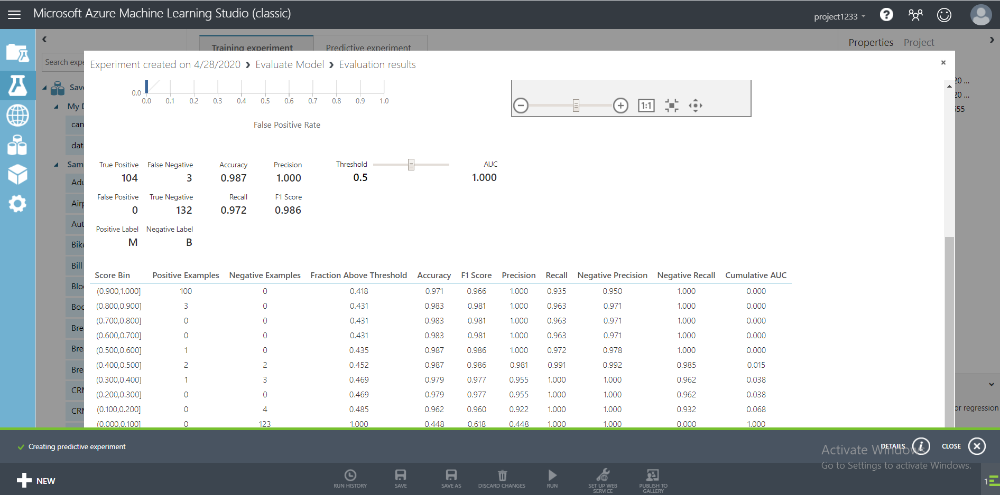 Microsoft Azure Machine Learning Studio (classic)
project1233
Training experiment
Predictive experiment
Properties Project
Search expe
Experiment created on 4/28/2020 > Evaluate Model > Evaluation results
×
Save
My D
can
dat
Sam
Adu
Airp
Aut
Bike
Bill
Bloo
Boo
Bre
Bre
Bre
CRM
CRM
20 ...
20 ...
555
or regression
0.0
0.0 0.1 0.2 0.3 0.4 0.5 0.6 0.7 0.8 0.9 1.0
False Positive Rate
1:1
True Positive False Negative Accuracy Precision Threshold AUC
104 3 0.987 1.000 0.5 1.000
False Positive True Negative Recall F1 Score
0 132 0.972 0.986
Positive Label Negative Label
M B
Score Bin Positive Examples Negative Examples Fraction Above Threshold Accuracy F1 Score Precision Recall Negative Precision Negative Recall Cumulative AUC
(0.900,1.000] 100 0 0.418 0.971 0.966 1.000 0.935 0.950 1.000 0.000
(0.800,0.900] 3 0 0.431 0.983 0.981 1.000 0.963 0.971 1.000 0.000
(0.700,0.800] 0 0 0.431 0.983 0.981 1.000 0.963 0.971 1.000 0.000
(0.600,0.700] 0 0 0.431 0.983 0.981 1.000 0.963 0.971 1.000 0.000
(0.500,0.600] 1 0 0.435 0.987 0.986 1.000 0.972 0.978 1.000 0.000
(0.400,0.500] 2 2 0.452 0.987 0.986 0.981 0.991 0.992 0.985 0.015
(0.300,0.400] 1 3 0.469 0.979 0.977 0.955 1.000 1.000 0.962 0.038
(0.200,0.300] 0 0 0.469 0.979 0.977 0.955 1.000 1.000 0.962 0.038
(0.100,0.200] 0 4 0.485 0.962 0.960 0.922 1.000 1.000 0.932 0.068
(0.000,0.100] 0 123 1.000 0.448 0.618 0.448 1.000 1.000 0.000 1.000
Creating predictive experiment
DETAILS
CLOSE
Activate Windows
Go to Settings to activate Windows.
NEW
RUN HISTORY
SAVE
SAVE AS
DISCARD CHANGES
RUN
SET UP WEB
SERVICE
PUBLISH TO
GALLERY
1